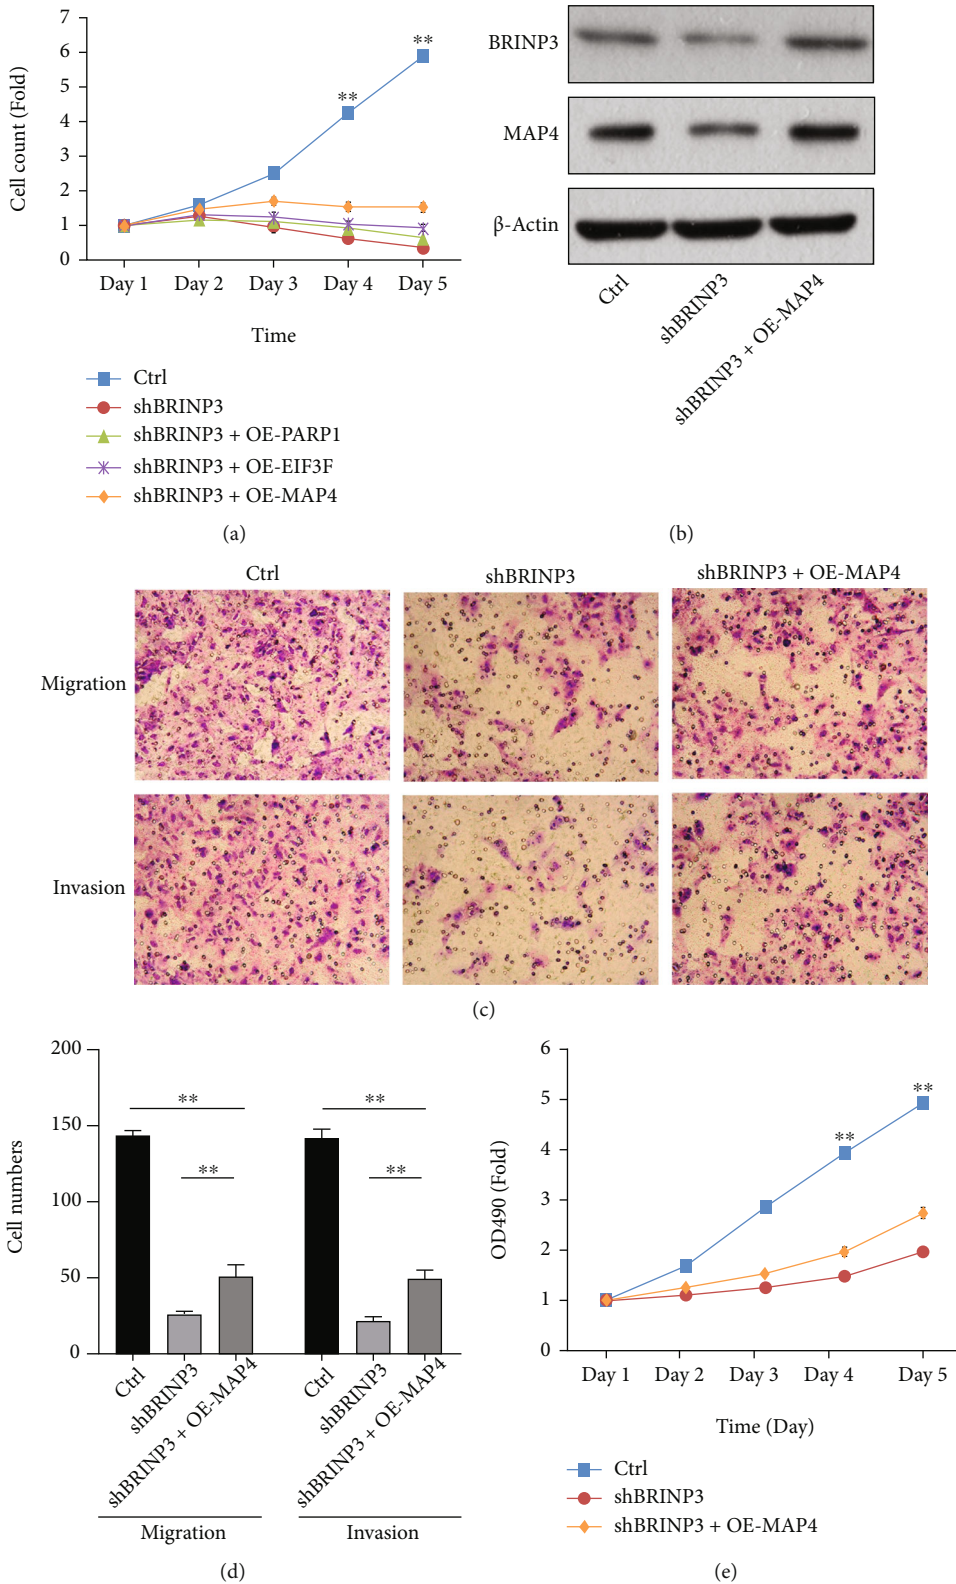 7
6
5
4
3
2
1
0
Cell count (Fold)
**
**
Day 1 Day 2 Day 3 Day 4 Day 5
Time
Ctrl
shBRINP3
shBRINP3 + OE-PARP1
shBRINP3 + OE-EIF3F
shBRINP3 + OE-MAP4
(a)
BRINP3
MAP4
β-Actin
Ctrl
shBRINP3
shBRINP3 + OE-MAP4
(b)
Ctrl shBRINP3 shBRINP3 + OE-MAP4
Migration
Invasion
(c)
200
150
100
50
0
Cell numbers
** **
** **
Ctrl
shBRINP3
shBRINP3 + OE-MAP4
Ctrl
shBRINP3
shBRINP3 + OE-MAP4
Migration Invasion
(d)
6
5
4
3
2
1
0
OD490 (Fold)
**
**
Day 1 Day 2 Day 3 Day 4 Day 5
Time (Day)
Ctrl
shBRINP3
shBRINP3 + OE-MAP4
(e)